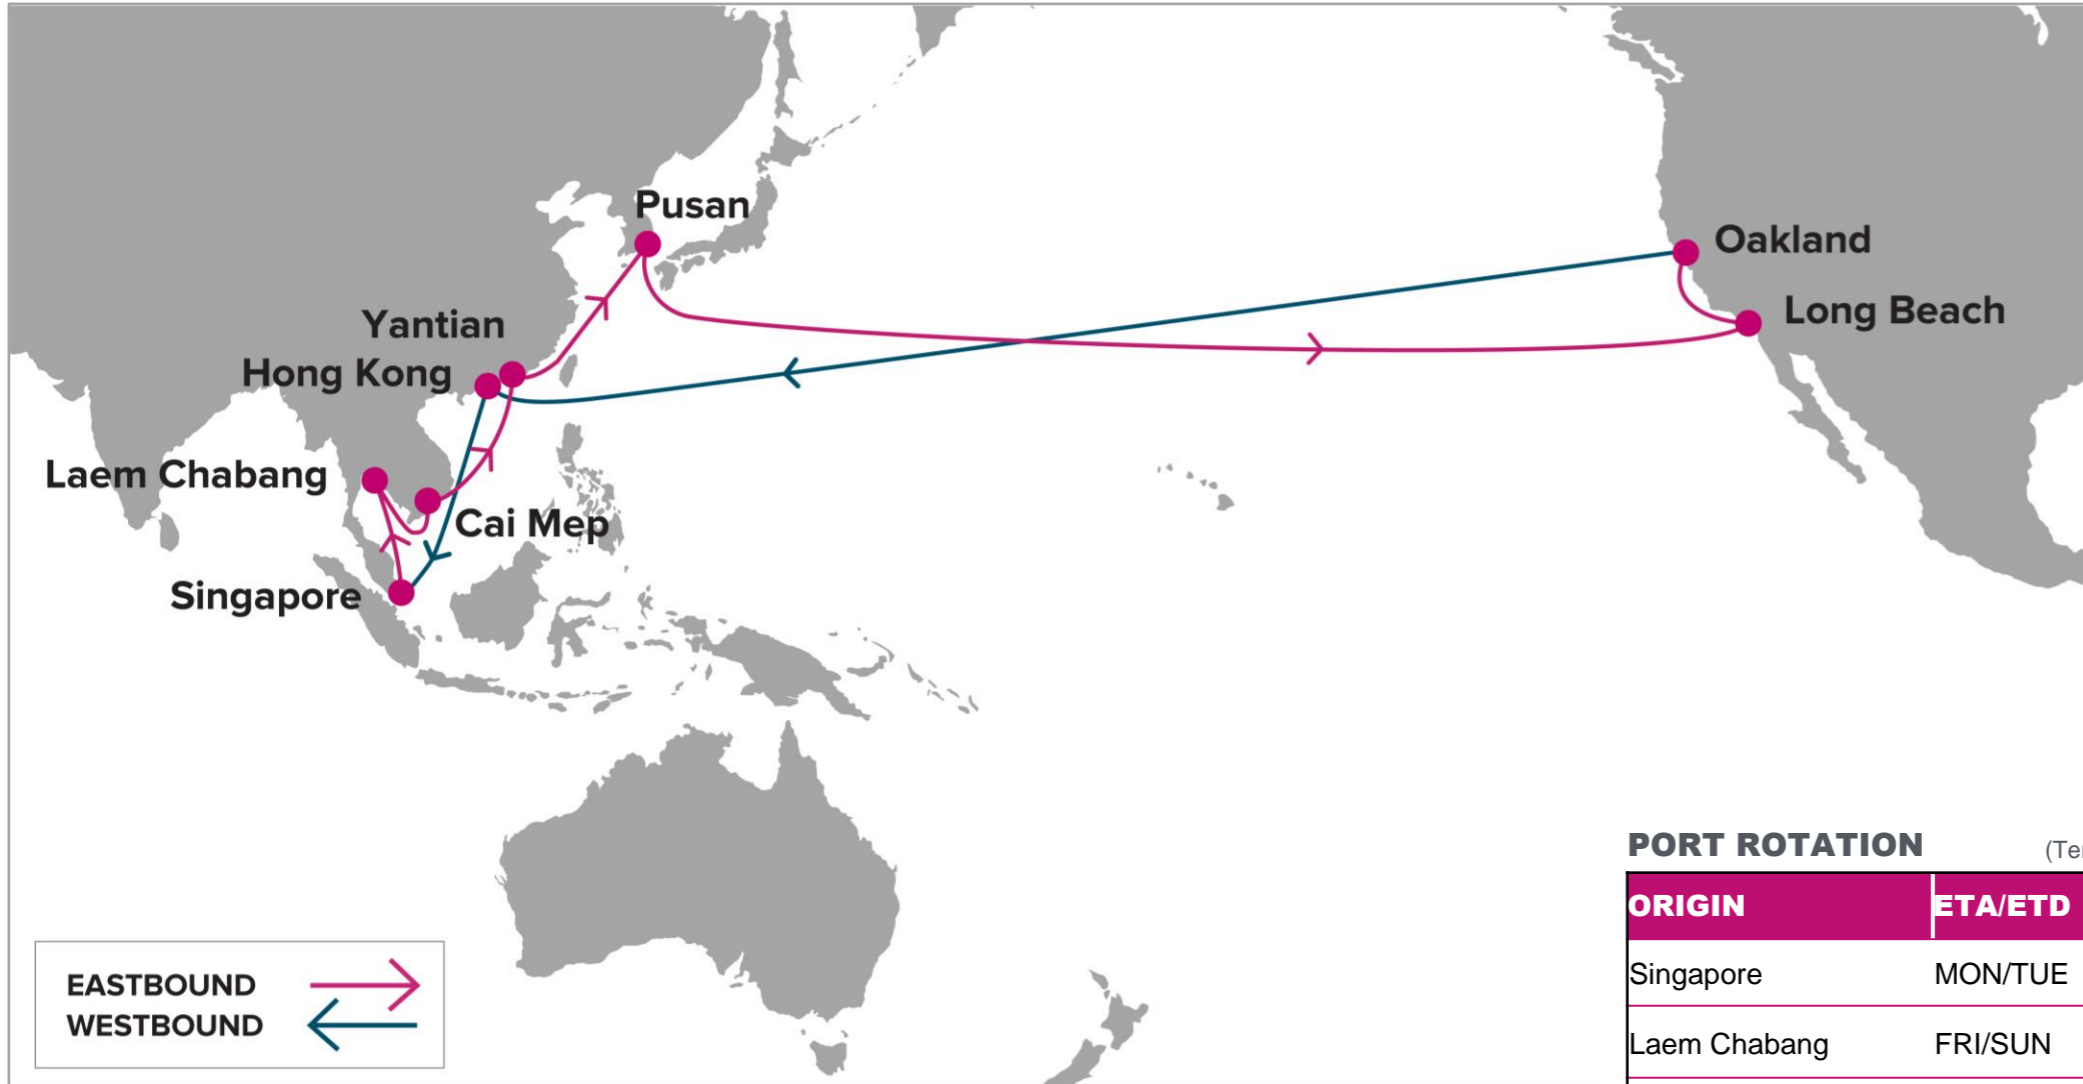 Pusan
Oakland
Long Beach
Yantian
Hong Kong
Laem Chabang
Cai Mep
Singapore
EASTBOUND
WESTBOUND
PORT ROTATION
ORIGIN ETA/ETD
Singapore MON/TUE
Laem Chabang FRI/SUN